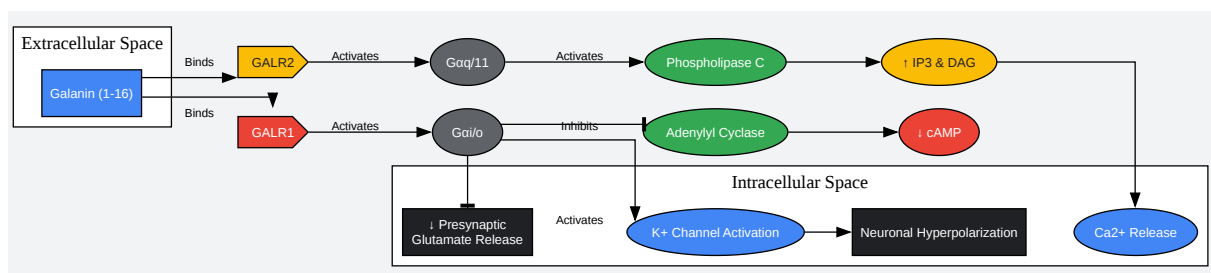 Extracellular Space
Galanin (1-16)
Binds
Binds
GALR2
Activates
Gαq/11
Activates
Phospholipase C
↑ IP3 & DAG
GALR1
Activates
Gαi/o
Inhibits
Adenylyl Cyclase
↓ cAMP
Intracellular Space
↓ Presynaptic
Glutamate Release
Activates
K+ Channel Activation
Neuronal Hyperpolarization
Ca2+ Release